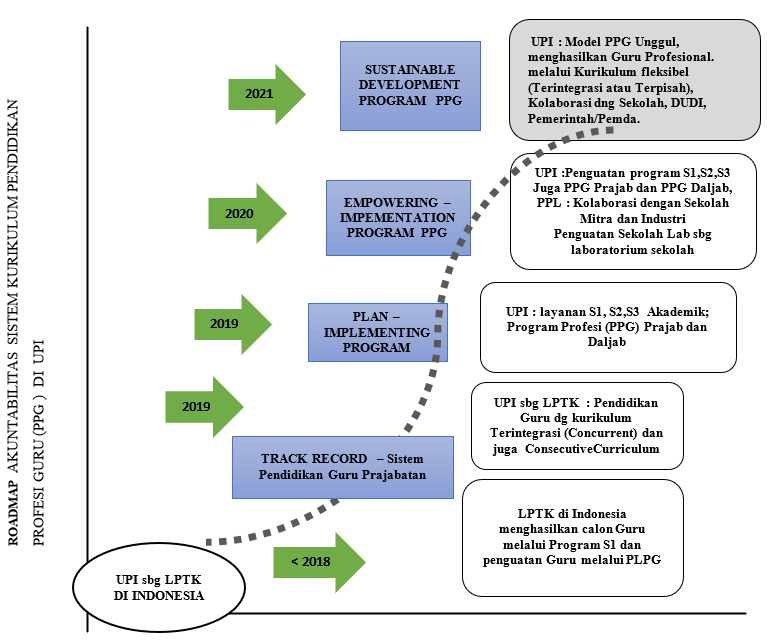 ROADMAP AKUNTABILITAS SISTEM KURIKULUM PENDIDIKAN
PROFESI GURU (PPG ) DI UPI
2021
SUSTAINABLE
DEVELOPMENT
PROGRAM PPG
UPI : Model PPG Unggul,
menghasilkan Guru Profesional.
melalui Kurikulum fleksibel
(Terintegrasi atau Terpisah),
Kolaborasi dng Sekolah, DUDI,
Pemerintah/Pemda.
2020
EMPOWERING –
IMPEMENTATION
PROGRAM PPG
UPI :Penguatan program S1,S2,S3
Juga PPG Prajab dan PPG Daljab,
PPL : Kolaborasi dengan Sekolah
Mitra dan Industri
Penguatan Sekolah Lab sbg
laboratorium sekolah
2019
PLAN –
IMPLEMENTING
PROGRAM
UPI : layanan S1, S2,S3 Akademik;
Program Profesi (PPG) Prajab dan
Daljab
2019
TRACK RECORD – Sistem
Pendidikan Guru Prajabatan
UPI sbg LPTK : Pendidikan
Guru dg kurikulum
Terintegrasi (Concurrent) dan
juga ConsecutiveCurriculum
< 2018
LPTK di Indonesia
menghasilkan calon Guru
melalui Program S1 dan
penguatan Guru melalui PLPG
UPI sbg LPTK
DI INDONESIA